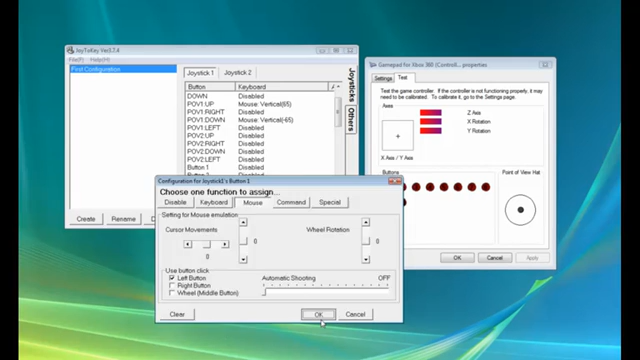 JoyToKey Ver3.7.4
File(F) Help(H)
First Configuration
Joystick 1 Joystick 2
Button Keyboard
DOWN Disabled
POV1:UP Mouse: Vertical(65)
POV1:RIGHT Disabled
POV1:DOWN Mouse: Vertical(-65)
POV1:LEFT Disabled
POV2:UP Disabled
POV2:RIGHT Disabled
POV2:DOWN Disabled
POV2:LEFT Disabled
Button 1 Disabled
Joysticks
Others
Create Rename
Gamepad for Xbox 360 (Controll... properties
Settings Test
Test the game controller. If the controller is not functioning properly, it may
need to be calibrated. To calibrate it, go to the Settings page.
Axes
Z Axis
X Rotation
Y Rotation
X Axis / Y Axis
Buttons
Point of View Hat
OK Cancel Apply
Configuration for Joystick1's Button 1
Choose one function to assign...
Disable Keyboard Mouse Command Special
Setting for Mouse emulation
Cursor Movements
0
0
Wheel Rotation
0
Use button click
Left Button
Right Button
Wheel (Middle Button)
Automatic Shooting OFF
Clear OK Cancel